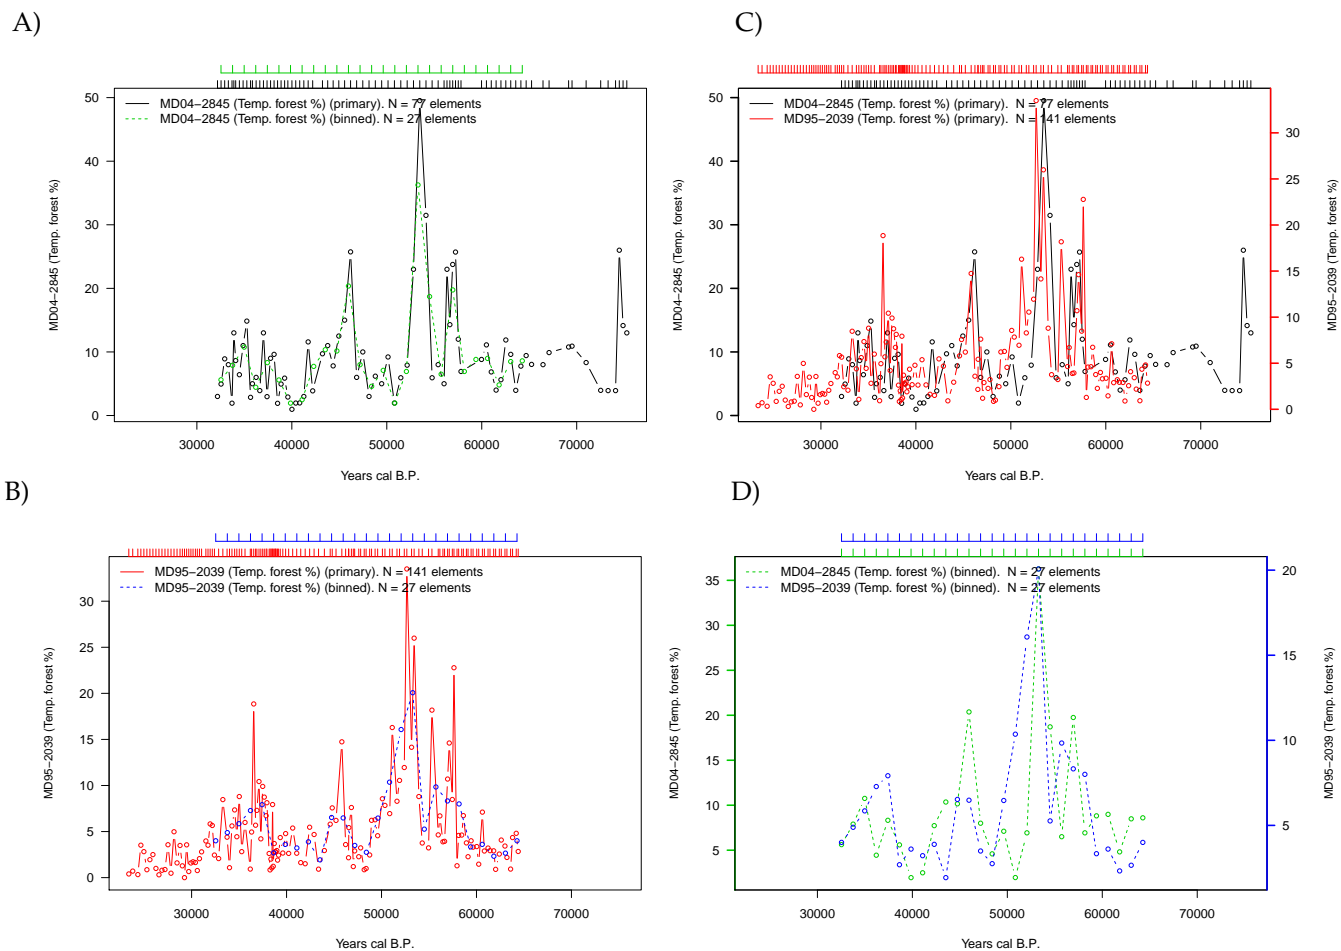 A)
MD04−2845 (Temp. forest %) (primary). N = 77 elements
MD04−2845 (Temp. forest %) (binned). N = 27 elements
MD04−2845 (Temp. forest %)
0
10
20
30
40
50
30000 40000 50000 60000 70000
Years cal B.P.
B)
MD95−2039 (Temp. forest %) (primary). N = 141 elements
MD95−2039 (Temp. forest %) (binned). N = 27 elements
MD95−2039 (Temp. forest %)
0
5
10
15
20
25
30
30000 40000 50000 60000 70000
Years cal B.P.
C)
MD04−2845 (Temp. forest %) (primary). N = 77 elements
MD95−2039 (Temp. forest %) (primary). N = 141 elements
MD04−2845 (Temp. forest %)
0
10
20
30
40
50
MD95−2039 (Temp. forest %)
0
5
10
15
20
25
30
30000 40000 50000 60000 70000
Years cal B.P.
D)
MD04−2845 (Temp. forest %) (binned). N = 27 elements
MD95−2039 (Temp. forest %) (binned). N = 27 elements
MD04−2845 (Temp. forest %)
5
10
15
20
25
30
35
MD95−2039 (Temp. forest %)
5
10
15
20
30000 40000 50000 60000 70000
Years cal B.P.